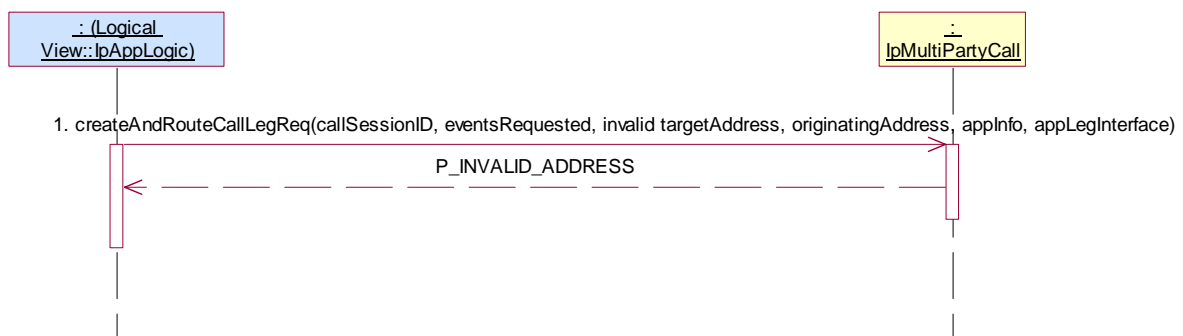 : (Logical
View::IpAppLogic)
:
IpMultiPartyCall
1. createAndRouteCallLegReq(callSessionID, eventsRequested, invalid targetAddress, originatingAddress, appInfo, appLegInterface)
P_INVALID_ADDRESS